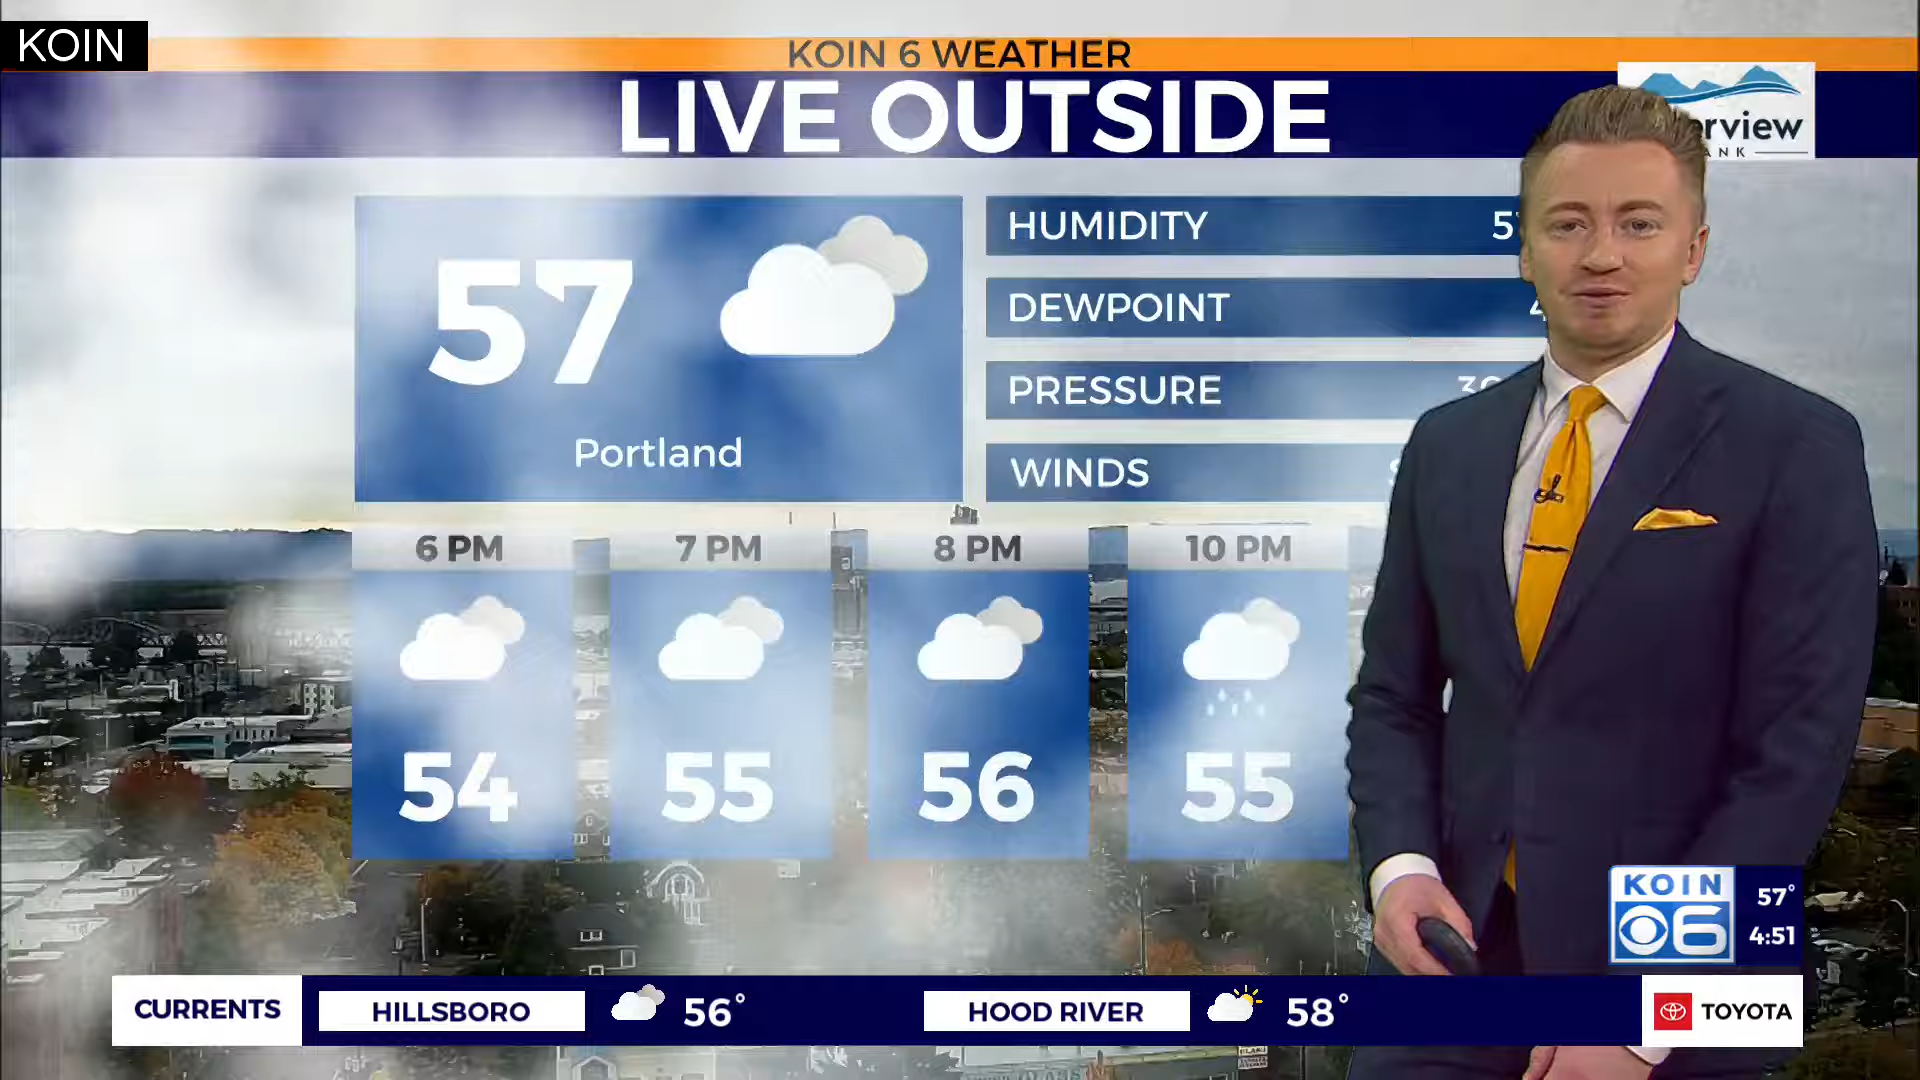 KOIN
KOIN 6 WEATHER
LIVE OUTSIDE
57
Portland
HUMIDITY
DEWPOINT
PRESSURE
WINDS
6 PM
7 PM
8 PM
10 PM
54
55
56
55
KOIN
6
57°
4:51
CURRENTS
HILLSBORO
56°
HOOD RIVER
58°
TOYOTA